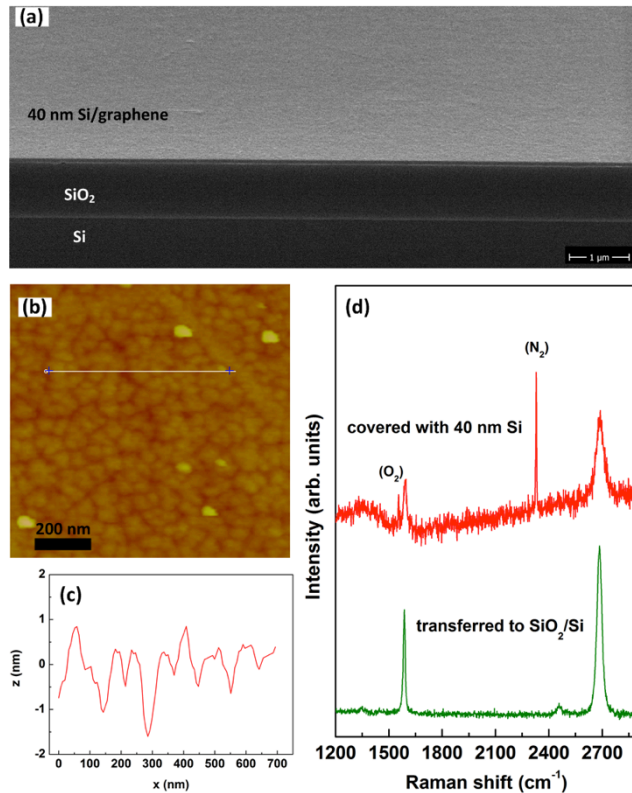 (a)
40 nm Si/graphene
SiO₂
Si
1 µm
(b)
200 nm
(c)
2
1
0
-1
-2
z (nm)
0 100 200 300 400 500 600 700
x (nm)
(d)
(N₂)
covered with 40 nm Si
(O₂)
transferred to SiO₂/Si
Intensity (arb. units)
1200 1500 1800 2100 2400 2700
Raman shift (cm⁻¹)